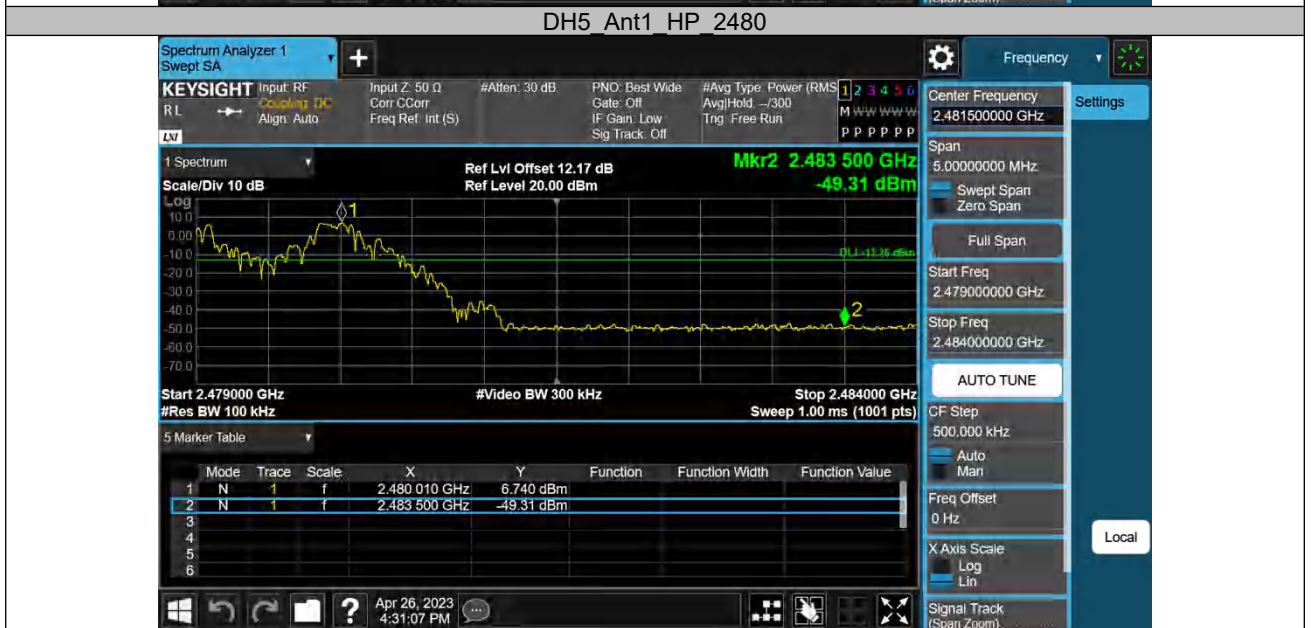 (Span Zoom)
DH5_Ant1_HP_2480
Spectrum Analyzer 1
Swept SA
Frequency
KEYSIGHT
R L
LXI
Input: RF
Coupling: DC
Align: Auto
Input Z: 50 Ω
Corr CCorr
Freq Ref: Int (S)
#Atten: 30 dB
PNO: Best Wide
Gate: Off
IF Gain: Low
Sig Track: Off
#Avg Type: Power (RMS
Avg|Hold: --/300
Trig: Free Run
1 2 3 4 5 6
M W W W W W
P P P P P P
Settings
Center Frequency
2.481500000 GHz
Span
5.00000000 MHz
Swept Span
Zero Span
Full Span
Start Freq
2.479000000 GHz
Stop Freq
2.484000000 GHz
AUTO TUNE
CF Step
500.000 kHz
Auto
Man
Freq Offset
0 Hz
X Axis Scale
Log
Lin
Signal Track
(Span Zoom)
Local
1 Spectrum
Scale/Div 10 dB
Ref Lvl Offset 12.17 dB
Ref Level 20.00 dBm
Mkr2 2.483 500 GHz
-49.31 dBm
Log
10.0
0.00
-10.0
-20.0
-30.0
-40.0
-50.0
-60.0
-70.0
1
2
Start 2.479000 GHz
#Res BW 100 kHz
#Video BW 300 kHz
Stop 2.484000 GHz
Sweep 1.00 ms (1001 pts)
5 Marker Table
Mode Trace Scale X Y Function Function Width Function Value
1 N 1 f 2.480 010 GHz 6.740 dBm
2 N 1 f 2.483 500 GHz -49.31 dBm
3
4
5
6
?
Apr 26, 2023
4:31:07 PM